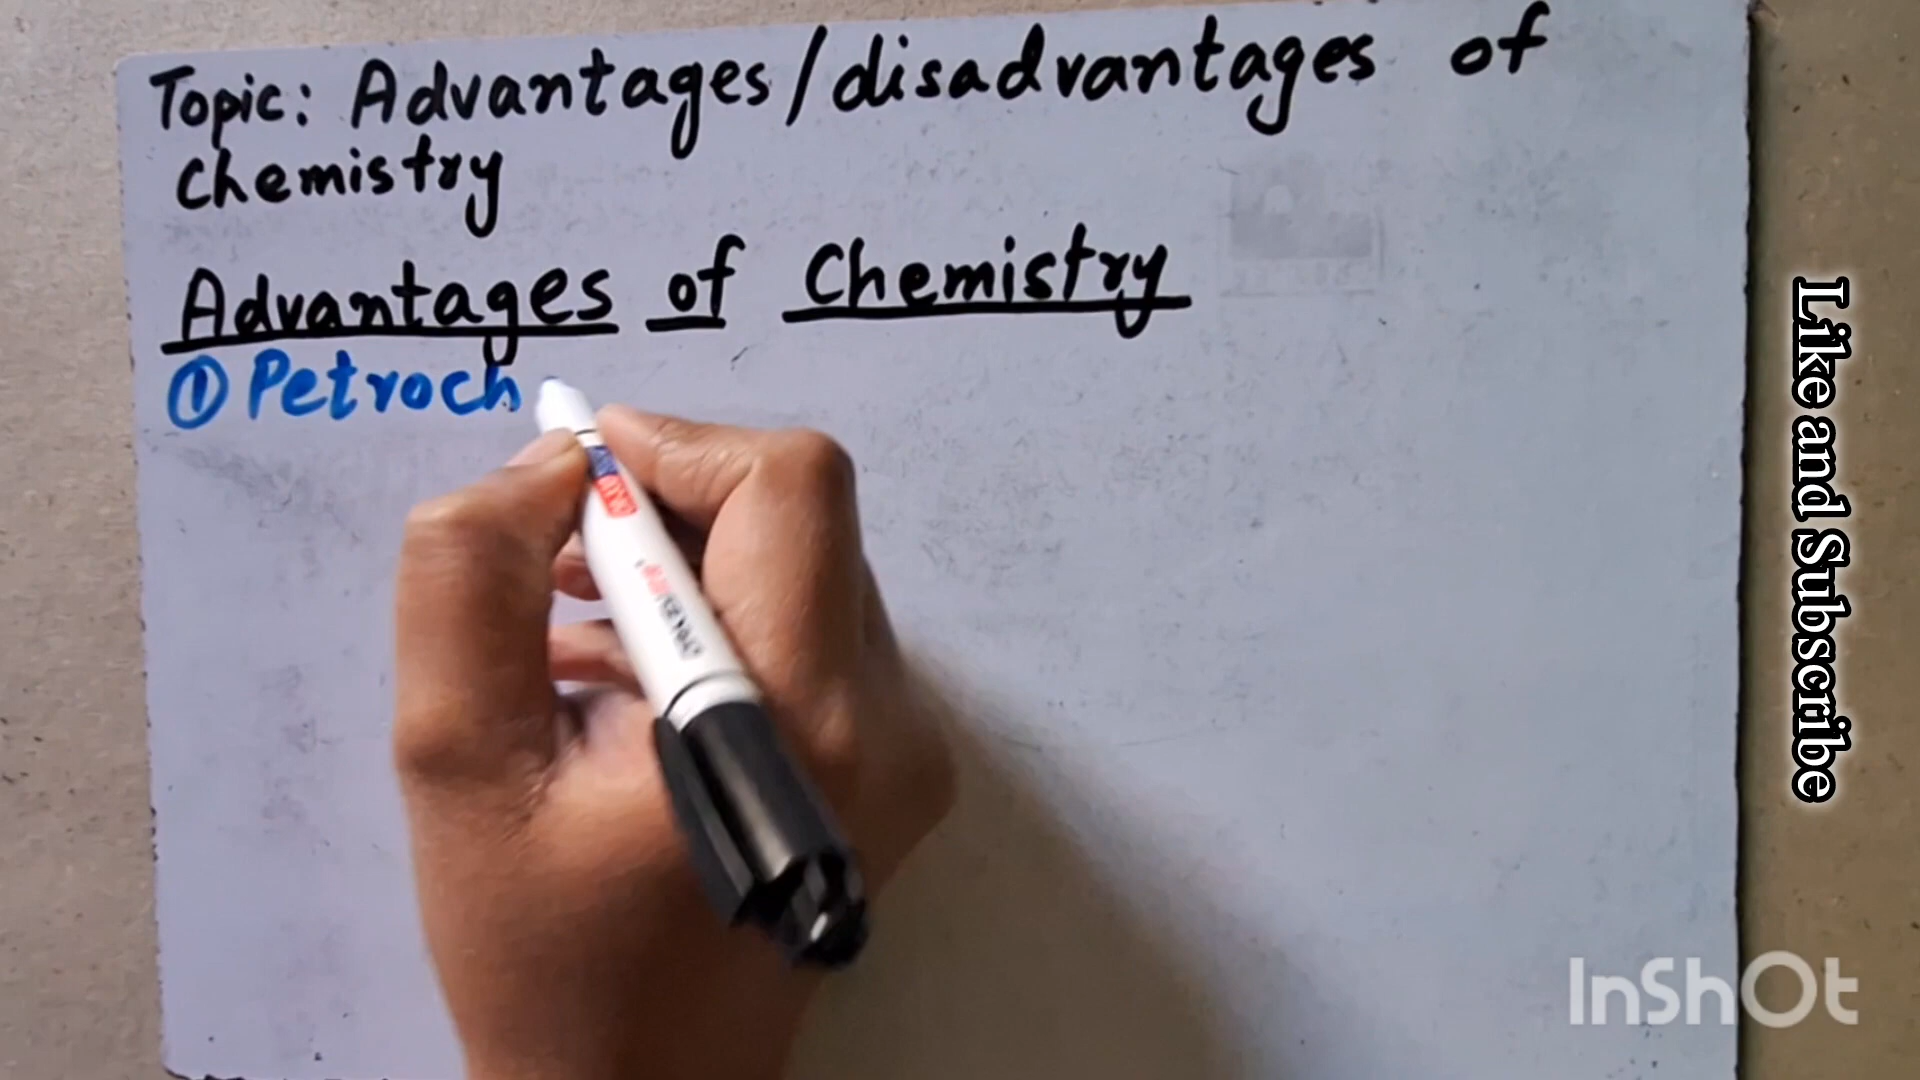 Topic: Advantages/disadvantages of
chemistry
Advantages of Chemistry
① Petroch
Like and Subscribe
InShOt